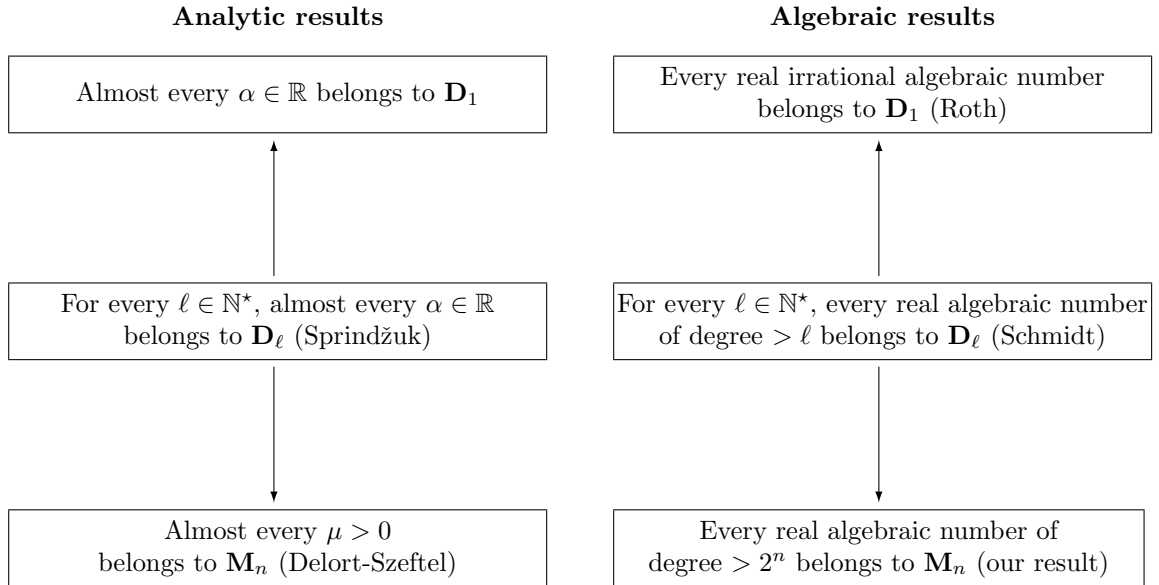 Analytic results
Algebraic results
Almost every α ∈ ℝ belongs to D₁
Every real irrational algebraic number
belongs to D₁ (Roth)
For every ℓ ∈ ℕ⋆, almost every α ∈ ℝ
belongs to D_ℓ (Sprindžuk)
For every ℓ ∈ ℕ⋆, every real algebraic number
of degree > ℓ belongs to D_ℓ (Schmidt)
Almost every μ > 0
belongs to Mₙ (Delort-Szeftel)
Every real algebraic number of
degree > 2ⁿ belongs to Mₙ (our result)